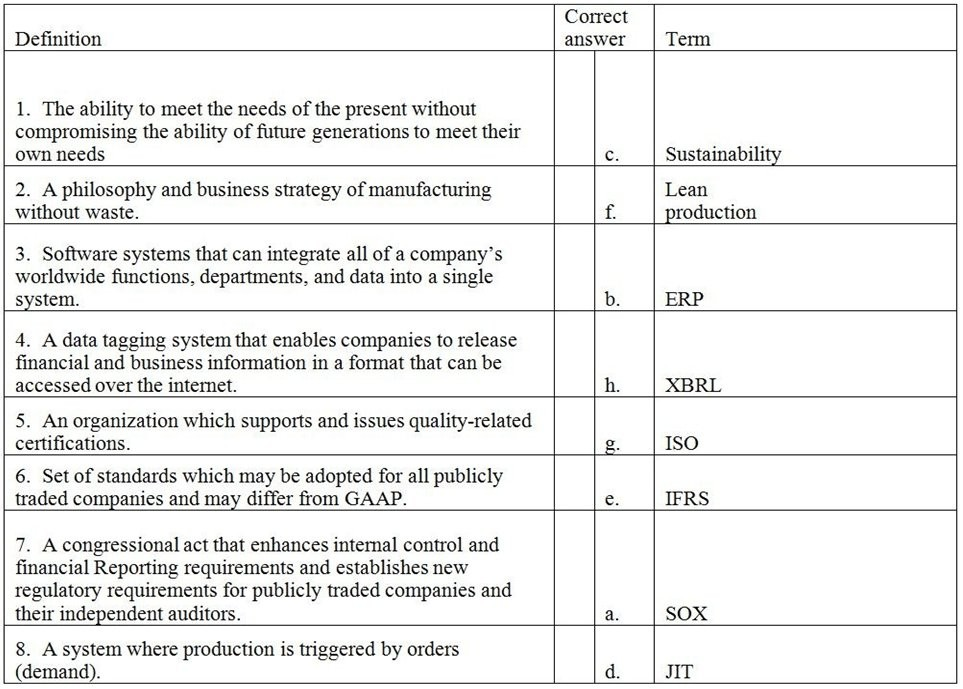 Definition
Correct
answer
Term
1. The ability to meet the needs of the present without
compromising the ability of future generations to meet their
own needs
c.
Sustainability
2. A philosophy and business strategy of manufacturing
without waste.
f.
Lean
production
3. Software systems that can integrate all of a company’s
worldwide functions, departments, and data into a single
system.
b.
ERP
4. A data tagging system that enables companies to release
financial and business information in a format that can be
accessed over the internet.
h.
XBRL
5. An organization which supports and issues quality-related
certifications.
g.
ISO
6. Set of standards which may be adopted for all publicly
traded companies and may differ from GAAP.
e.
IFRS
7. A congressional act that enhances internal control and
financial Reporting requirements and establishes new
regulatory requirements for publicly traded companies and
their independent auditors.
a.
SOX
8. A system where production is triggered by orders
(demand).
d.
JIT